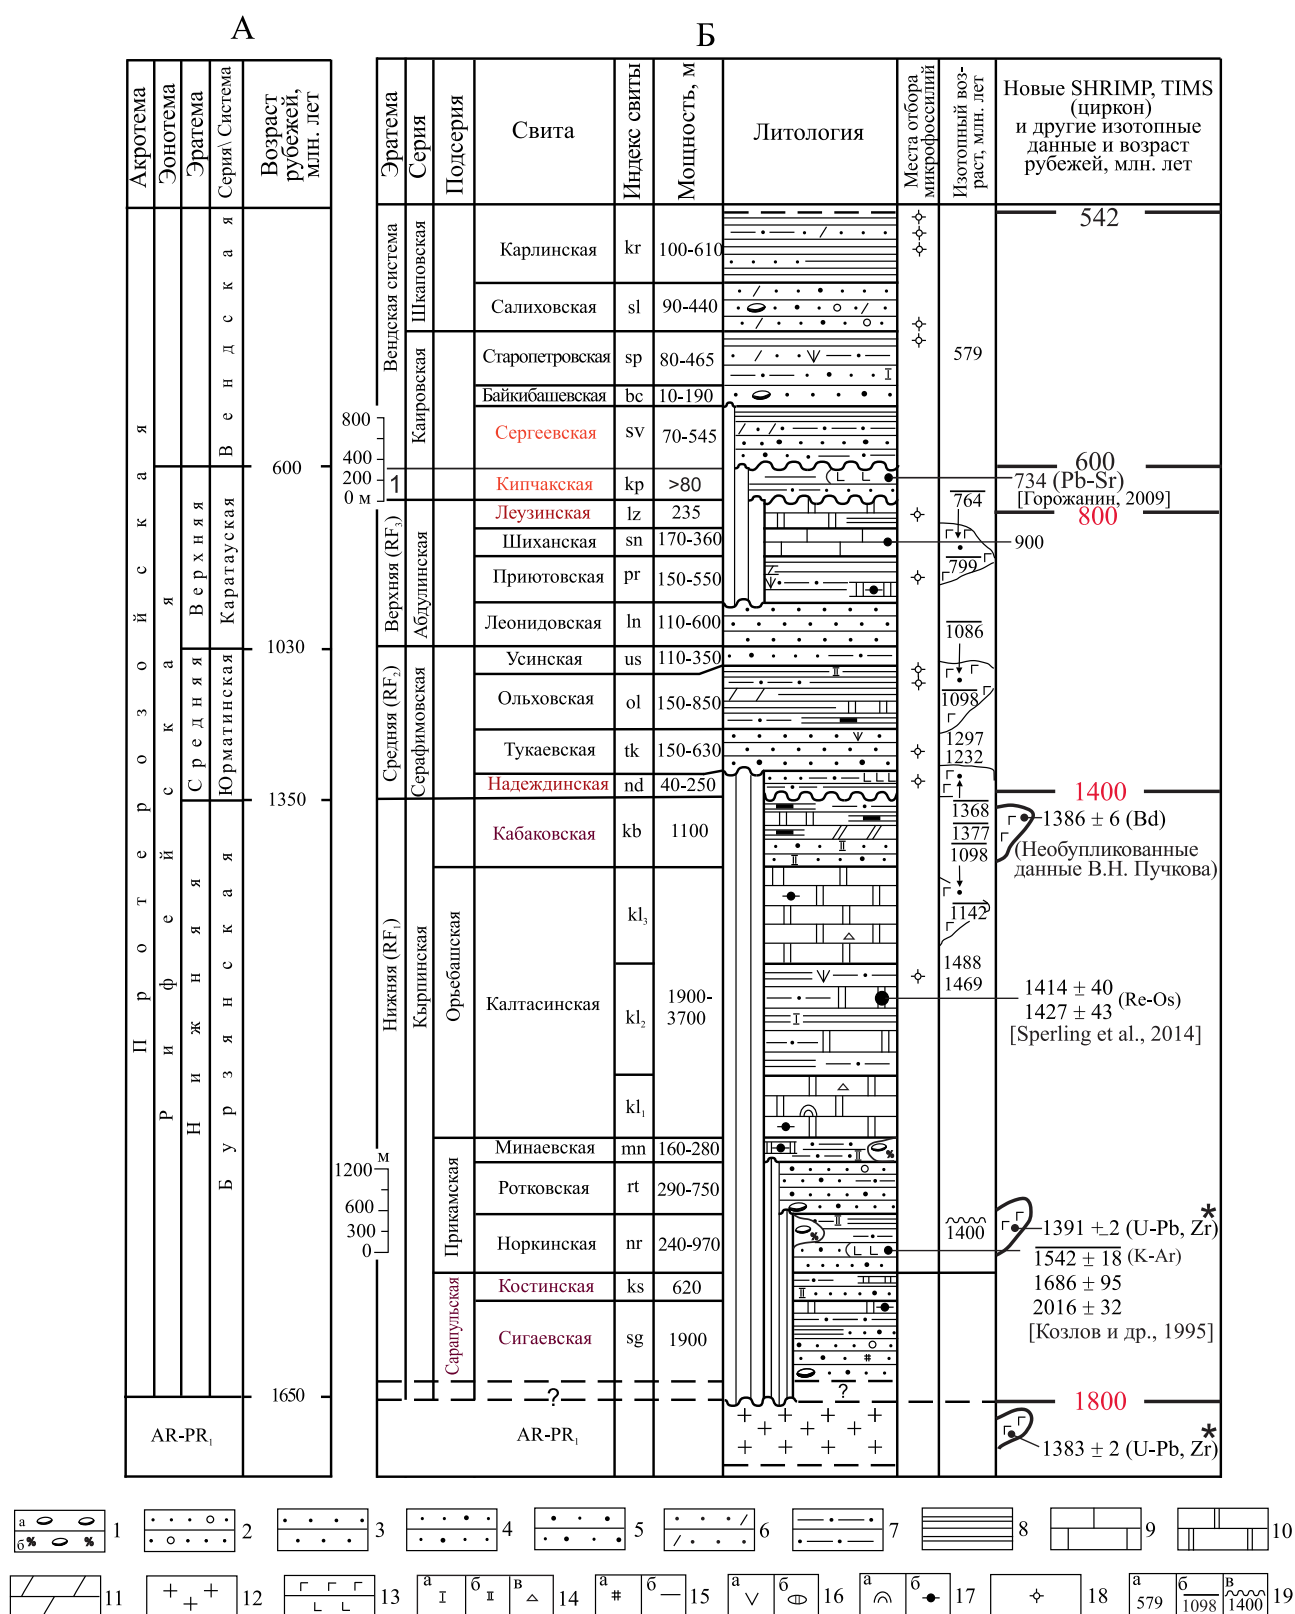 А
Б
Акротема
Эонотема
Эратема
Серия\ Система
Возраст
рубежей,
млн. лет
Эратема
Серия
Подсерия
Свита
Индекс свиты
Мощность, м
Литология
Места отбора
микрофоссилий
Изотопный воз-
раст, млн. лет
Новые SHRIMP, TIMS
(циркон)
и другие изотопные
данные и возраст
рубежей, млн. лет
Протерозойская
Рифейская
Верхняя
Средняя
Нижняя
Вендская
Каратауская
Юрматинская
Бурзянская
600
1030
1350
1650
AR-PR1
800
400
200
0 м
м
1200
600
300
0
Вендская система
1
Верхняя (RF3)
Средняя (RF2)
Нижняя (RF1)
Шкаповская
Каировская
Абдулинская
Серафимовская
Кырпинская
Орьебашская
Прикамская
Сарапульская
Карлинская kr 100-610
Салиховская sl 90-440
Старопетровская sp 80-465
Байкибашевская bc 10-190
Сергеевская sv 70-545
Кипчакская kp >80
Леузинская lz 235
Шиханская sn 170-360
Приютовская pr 150-550
Леонидовская ln 110-600
Усинская us 110-350
Ольховская ol 150-850
Тукаевская tk 150-630
Надеждинская nd 40-250
Кабаковская kb 1100
Калтасинская
kl3
kl2
kl1
1900-
3700
Минаевская mn 160-280
Ротковская rt 290-750
Норкинская nr 240-970
Костинская ks 620
Сигаевская sg 1900
?
?
AR-PR1
579
764
799
1086
1098
1297
1232
1368
1377
1098
1142
1488
1469
1400
542
600
734 (Pb-Sr)
[Горожанин, 2009]
800
900
1400
1386 ± 6 (Bd)
(Необупликованные
данные В.Н. Пучкова)
1414 ± 40
1427 ± 43
(Re-Os)
[Sperling et al., 2014]
*
1391 ±2 (U-Pb, Zr)
1542 ± 18 (K-Ar)
1686 ± 95
2016 ± 32
[Козлов и др., 1995]
1800
*
1383 ± 2 (U-Pb, Zr)
а
б
1
2
3
4
5
6
7
8
9
10
11
12
13
а б в 14
а б 15
а б 16
а б 17
18
а б в
579 1098 1400 19